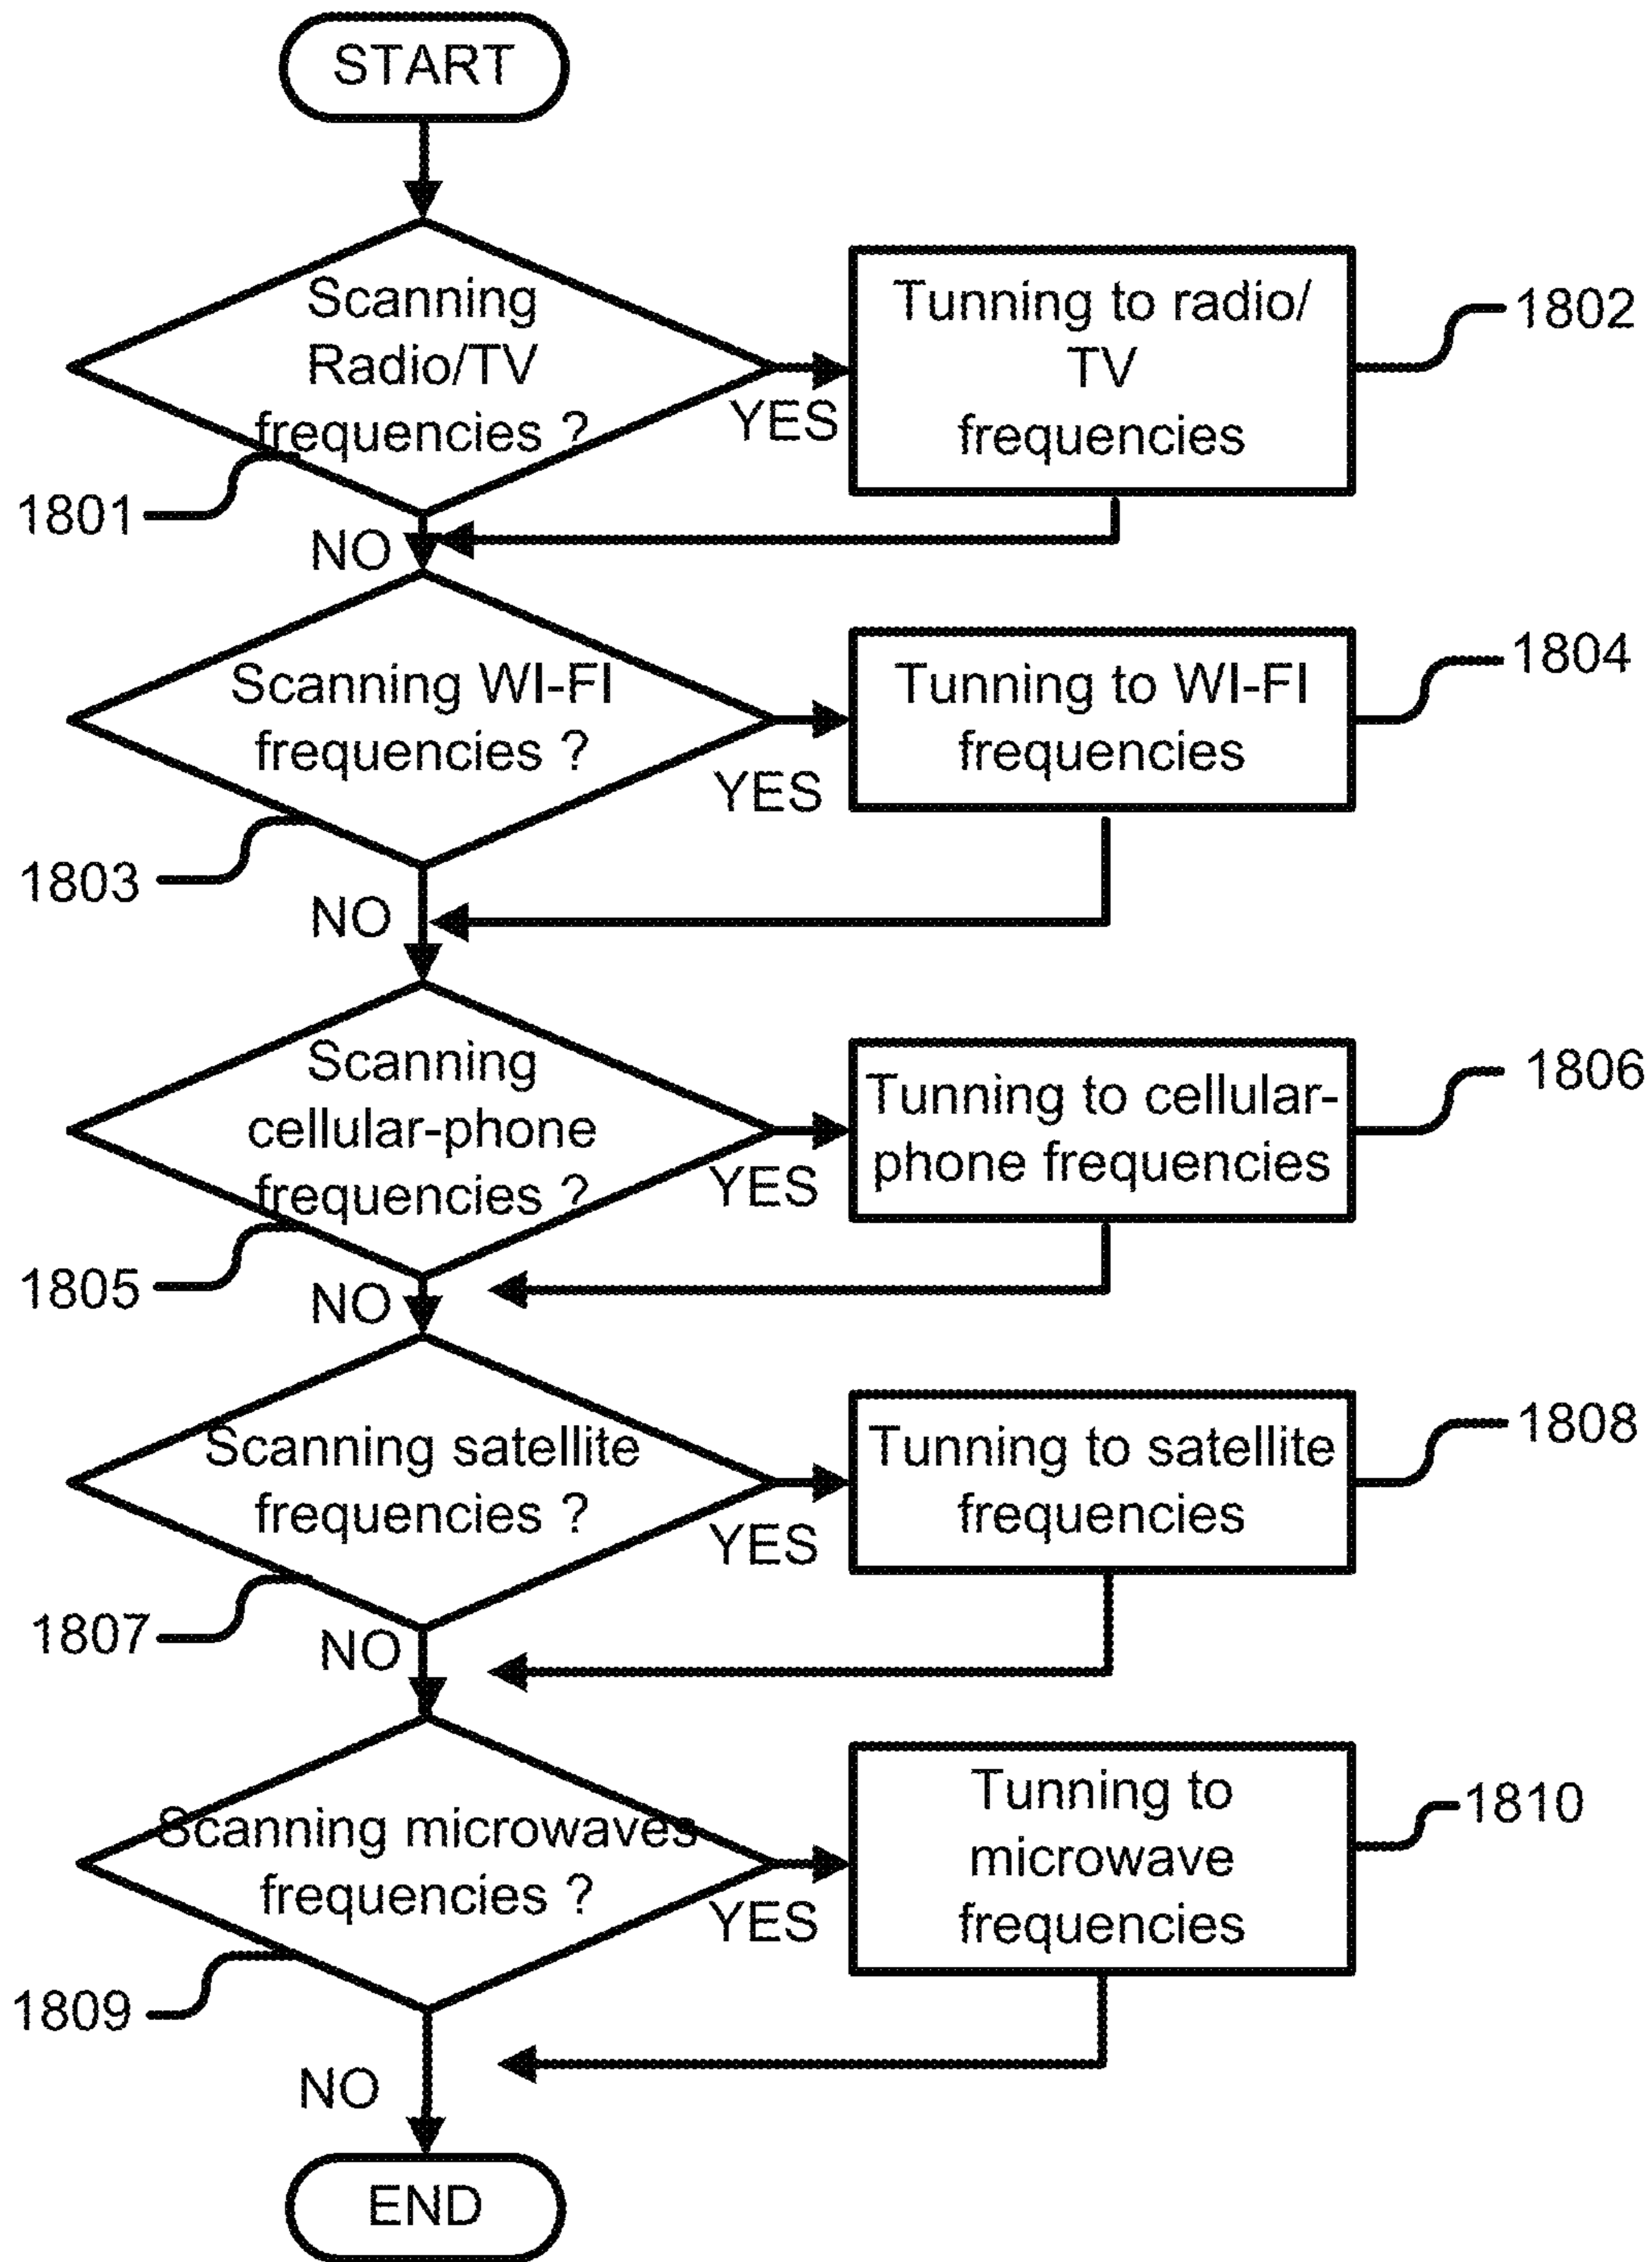 START
Scanning
Radio/TV
frequencies ?
YES
Tunning to radio/
TV
frequencies
1802
1801
NO
Scanning WI-FI
frequencies ?
YES
Tunning to WI-FI
frequencies
1804
1803
NO
Scanning
cellular-phone
frequencies ?
YES
Tunning to cellular-
phone frequencies
1806
1805
NO
Scanning satellite
frequencies ?
YES
Tunning to satellite
frequencies
1808
1807
NO
Scanning microwaves
frequencies ?
YES
Tunning to
microwave
frequencies
1810
1809
NO
END